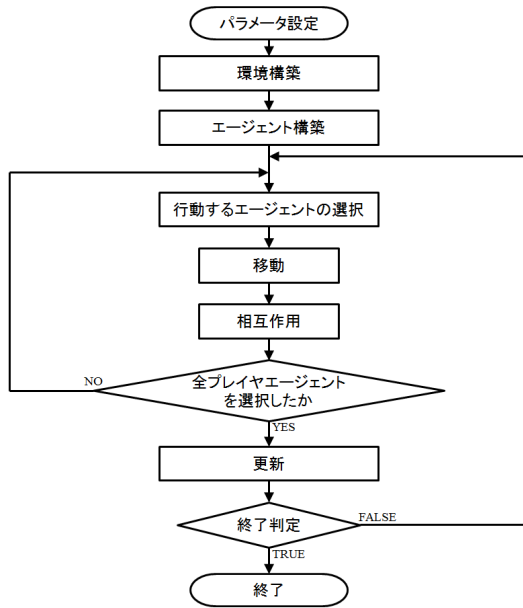 パラメータ設定
環境構築
エージェント構築
行動するエージェントの選択
移動
相互作用
全プレイヤエージェント
を選択したか
NO
YES
更新
終了判定
FALSE
TRUE
終了